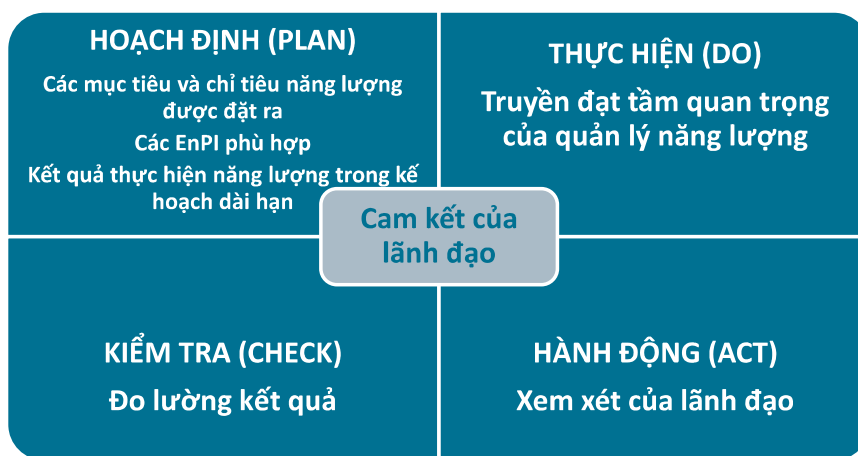 HOẠCH ĐỊNH (PLAN)
Các mục tiêu và chỉ tiêu năng lượng
được đặt ra
Các EnPI phù hợp
Kết quả thực hiện năng lượng trong kế
hoạch dài hạn
THỰC HIỆN (DO)
Truyền đạt tầm quan trọng
của quản lý năng lượng
Cam kết của
lãnh đạo
KIỂM TRA (CHECK)
Đo lường kết quả
HÀNH ĐỘNG (ACT)
Xem xét của lãnh đạo